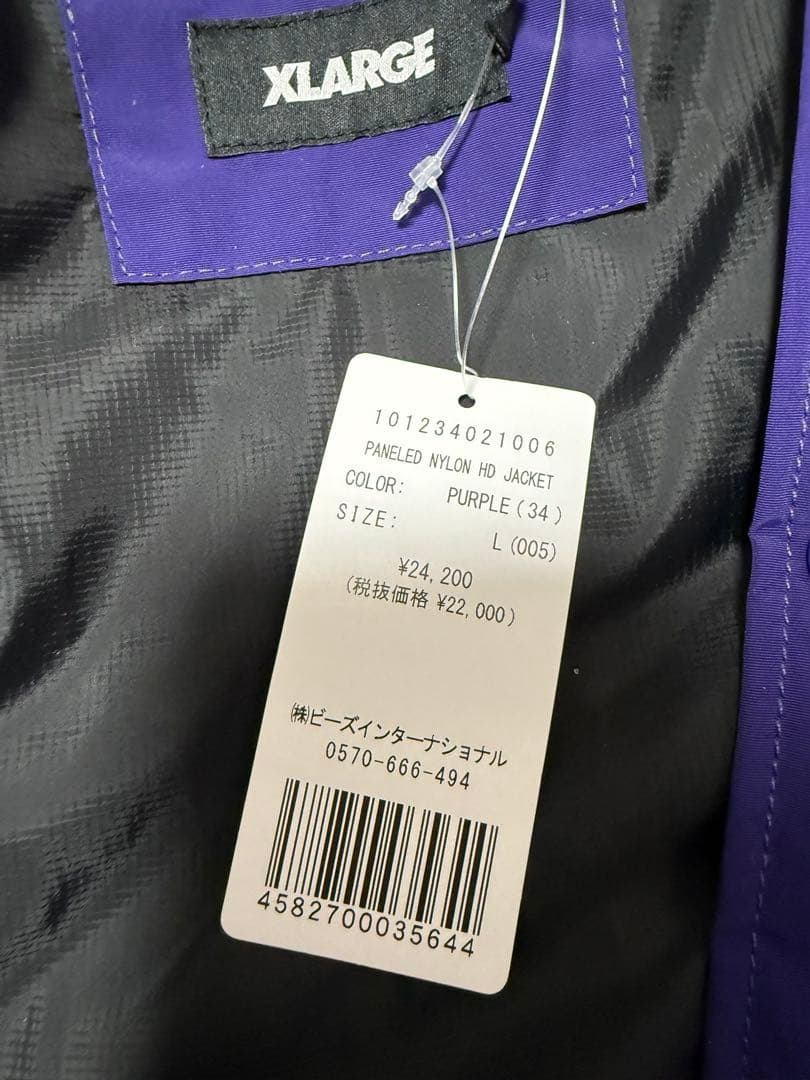 XLARGE
101234021006
PANELED NYLON HD JACKET
COLOR: PURPLE(34)
SIZE: L(005)
¥24,200
(税抜価格 ¥22,000)
㈱ビーズインターナショナル
0570-666-494
4582700035644